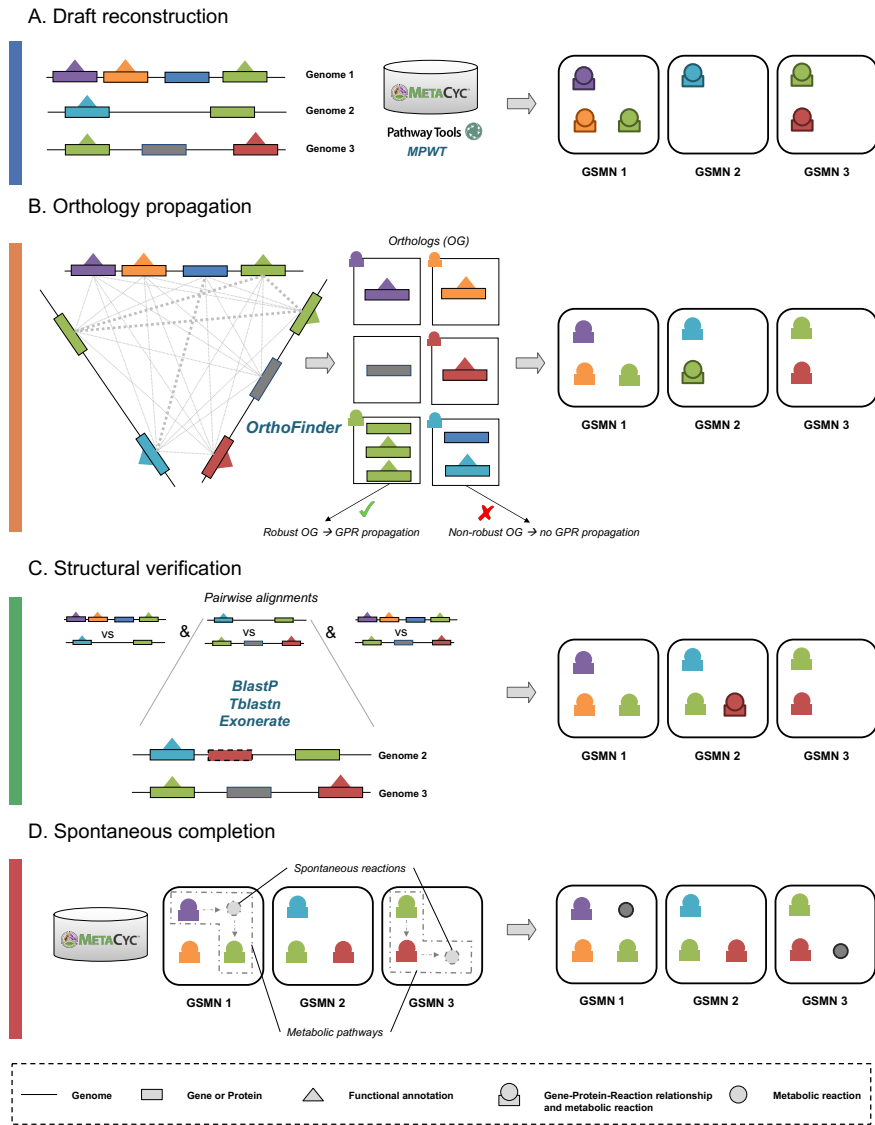 A. Draft reconstruction
Genome 1
Genome 2
Genome 3
METACYC™
Pathway Tools
MPWT
GSMN 1
GSMN 2
GSMN 3
B. Orthology propagation
Orthologs (OG)
OrthoFinder
Robust OG → GPR propagation
Non-robust OG → no GPR propagation
GSMN 1
GSMN 2
GSMN 3
C. Structural verification
Pairwise alignments
VS
&
VS
&
VS
BlastP
Tblastn
Exonerate
Genome 2
Genome 3
GSMN 1
GSMN 2
GSMN 3
D. Spontaneous completion
METACYC™
Spontaneous reactions
GSMN 1
GSMN 2
GSMN 3
Metabolic pathways
GSMN 1
GSMN 2
GSMN 3
Genome
Gene or Protein
Functional annotation
Gene-Protein-Reaction relationship
and metabolic reaction
Metabolic reaction